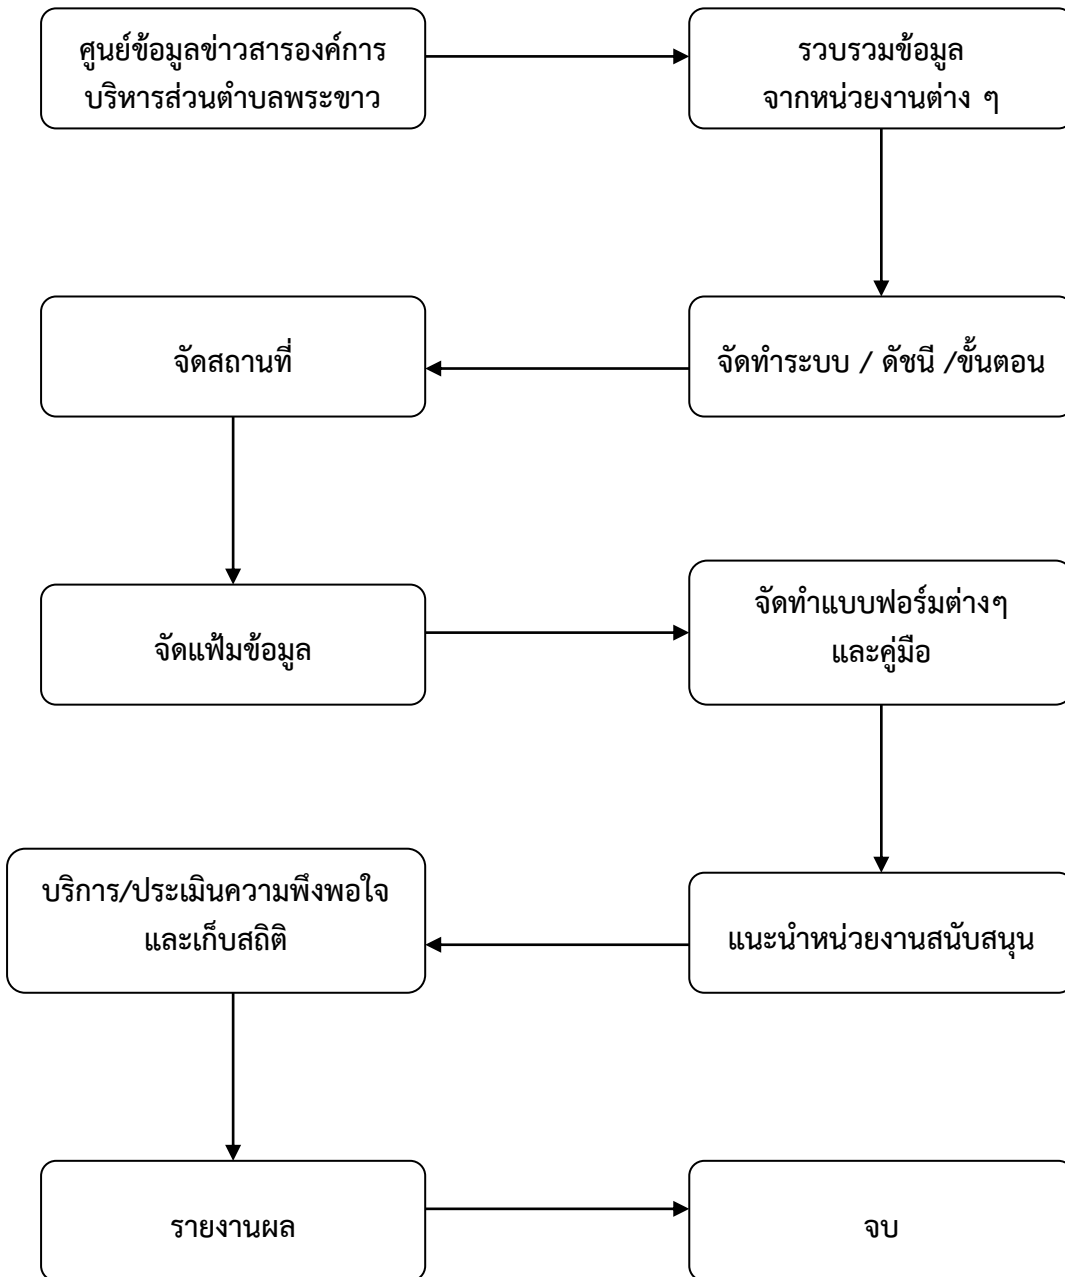 ศูนย์ข้อมูลข่าวสารองค์การ
บริหารส่วนตำบลพระขาว
รวบรวมข้อมูล
จากหน่วยงานต่าง ๆ
จัดทำระบบ / ดัชนี /ขั้นตอน
จัดสถานที่
จัดแฟ้มข้อมูล
จัดทำแบบฟอร์มต่างๆ
และคู่มือ
แนะนำหน่วยงานสนับสนุน
บริการ/ประเมินความพึงพอใจ
และเก็บสถิติ
รายงานผล
จบ